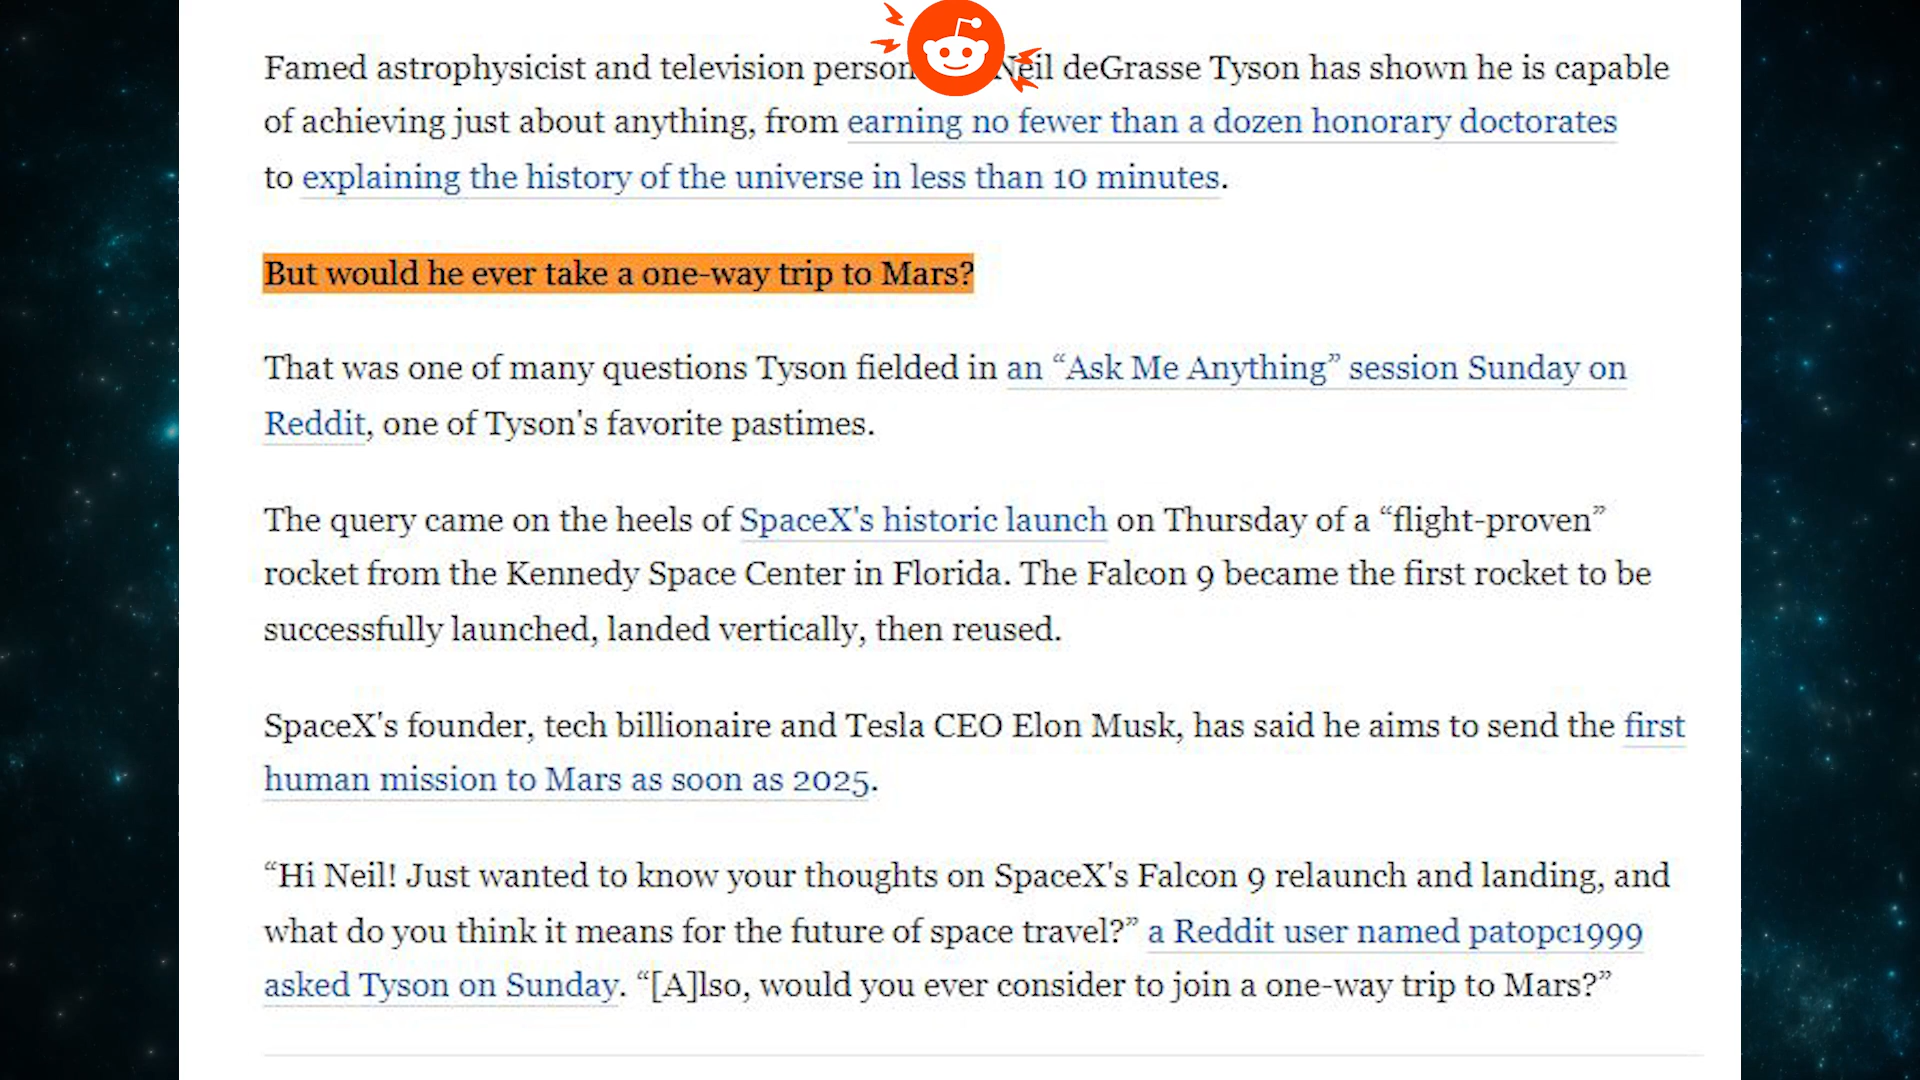 Famed astrophysicist and television person Neil deGrasse Tyson has shown he is capable
of achieving just about anything, from earning no fewer than a dozen honorary doctorates
to explaining the history of the universe in less than 10 minutes.
But would he ever take a one-way trip to Mars?
That was one of many questions Tyson fielded in an “Ask Me Anything” session Sunday on
Reddit, one of Tyson's favorite pastimes.
The query came on the heels of SpaceX's historic launch on Thursday of a “flight-proven”
rocket from the Kennedy Space Center in Florida. The Falcon 9 became the first rocket to be
successfully launched, landed vertically, then reused.
SpaceX's founder, tech billionaire and Tesla CEO Elon Musk, has said he aims to send the first
human mission to Mars as soon as 2025.
“Hi Neil! Just wanted to know your thoughts on SpaceX's Falcon 9 relaunch and landing, and
what do you think it means for the future of space travel?” a Reddit user named patopc1999
asked Tyson on Sunday. “[A]lso, would you ever consider to join a one-way trip to Mars?”